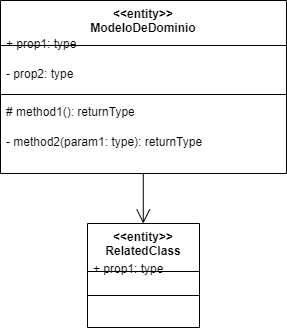 <<entity>>
ModeloDeDominio
+ prop1: type
- prop2: type
# method1(): returnType
- method2(param1: type): returnType
<<entity>>
RelatedClass
+ prop1: type